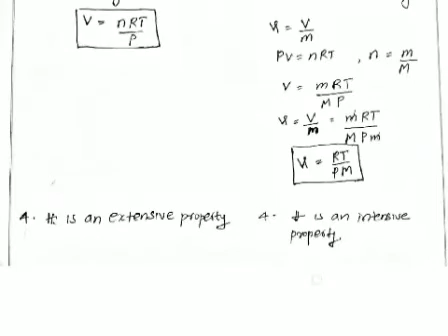 V = nRT/P
v = V/m
PV = nRT , n = m/M
V = mRT/MP
v = V/m = mRT/MPm
v = RT/PM
4. It is an extensive property
4. It is an intensive
property.